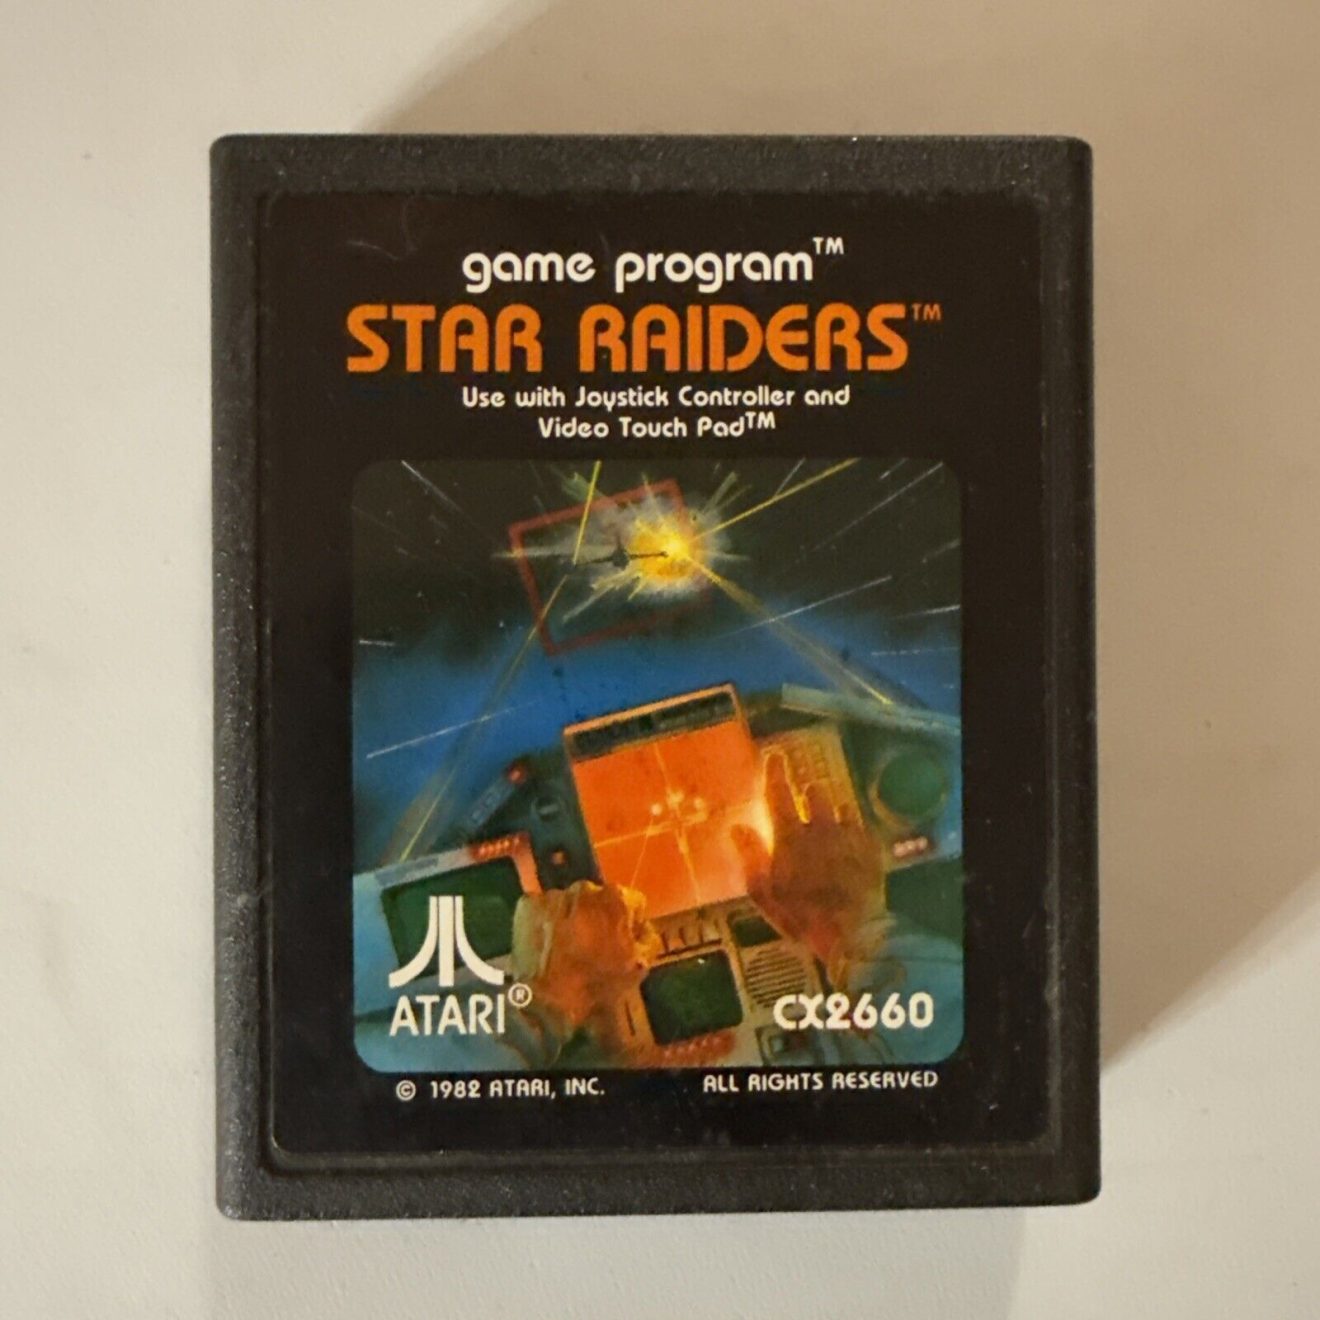 game program™
STAR RAIDERS™
Use with Joystick Controller and
Video Touch Pad™
ATARI®
CX2660
© 1982 ATARI, INC.
ALL RIGHTS RESERVED